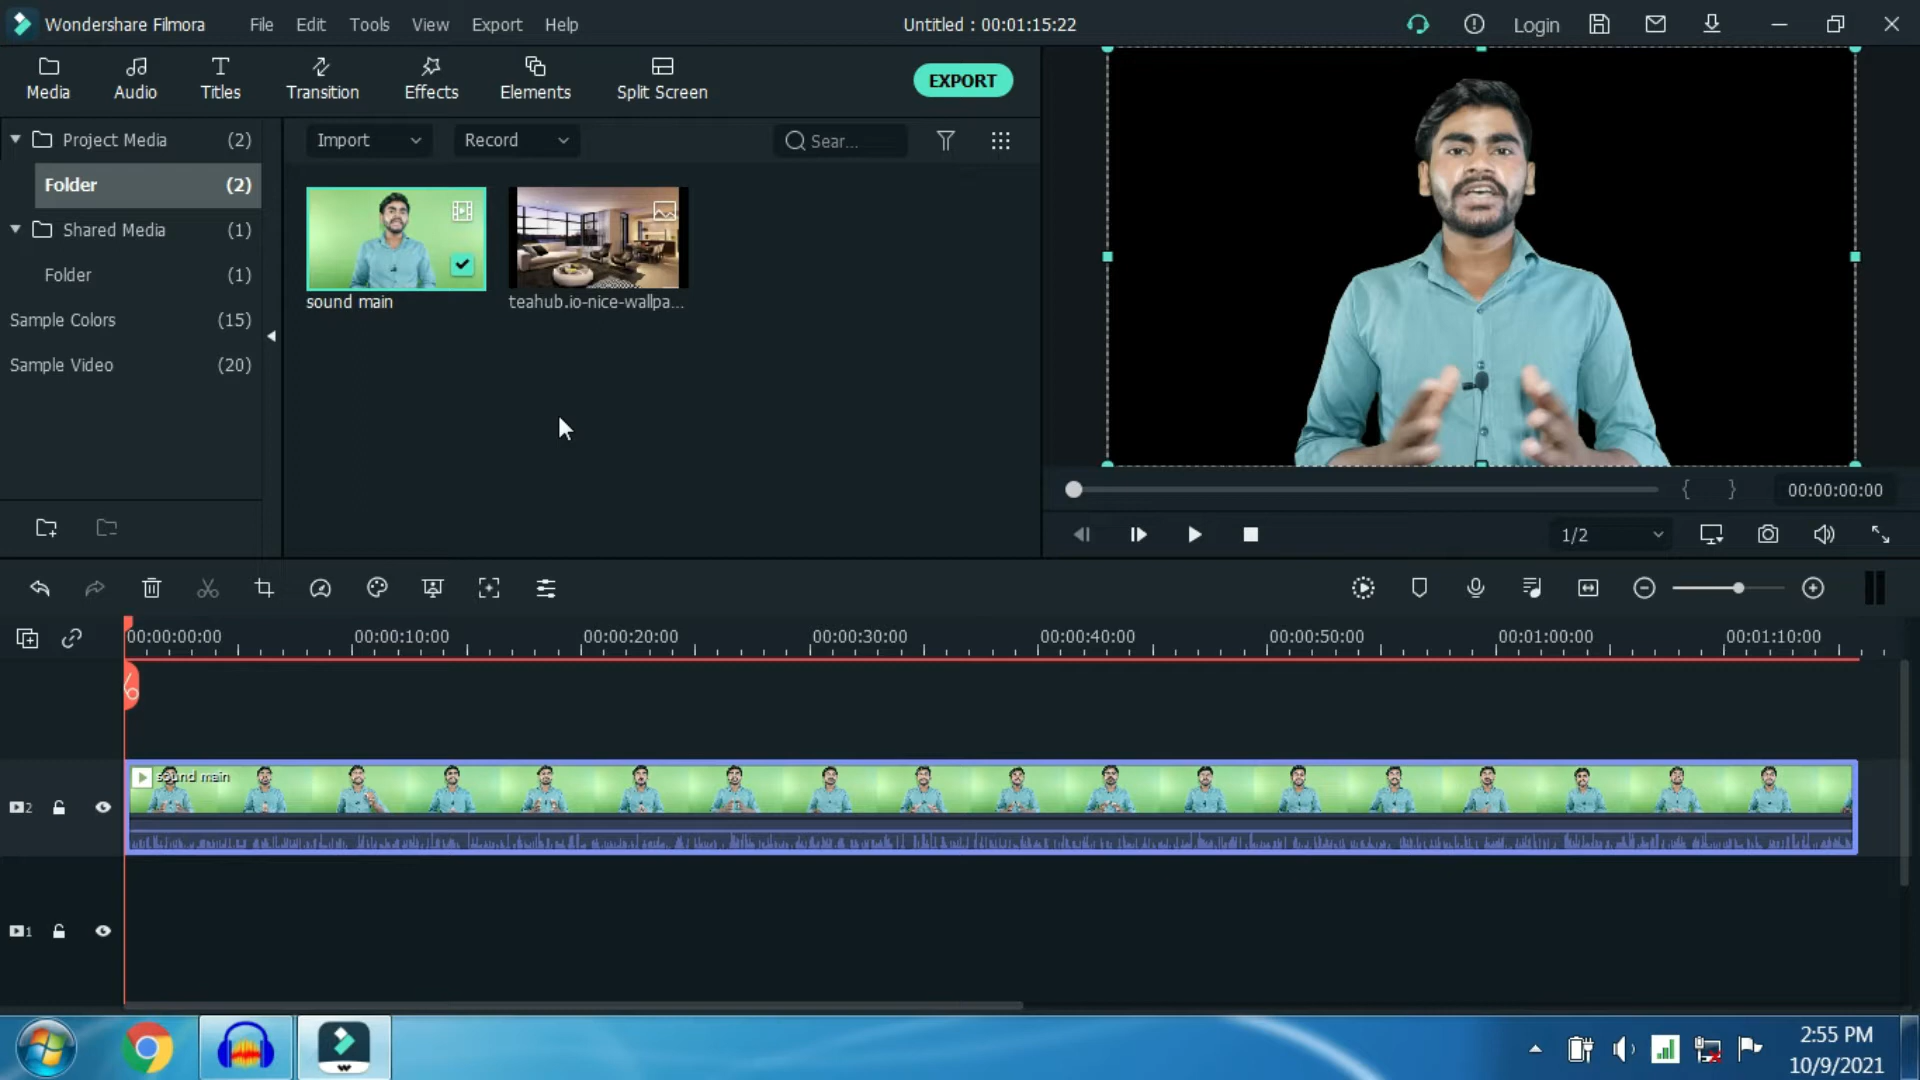 Wondershare Filmora File Edit Tools View Export Help Untitled : 00:01:15:22 Login
Media Audio Titles Transition Effects Elements Split Screen EXPORT
Project Media (2)
Folder (2)
Shared Media (1)
Folder (1)
Sample Colors (15)
Sample Video (20)
Import Record Sear...
sound main teahub.io-nice-wallpa...
{ } 00:00:00:00
1/2
00:00:00:00 00:00:10:00 00:00:20:00 00:00:30:00 00:00:40:00 00:00:50:00 00:01:00:00 00:01:10:00
sound main
2
1
2:55 PM
10/9/2021